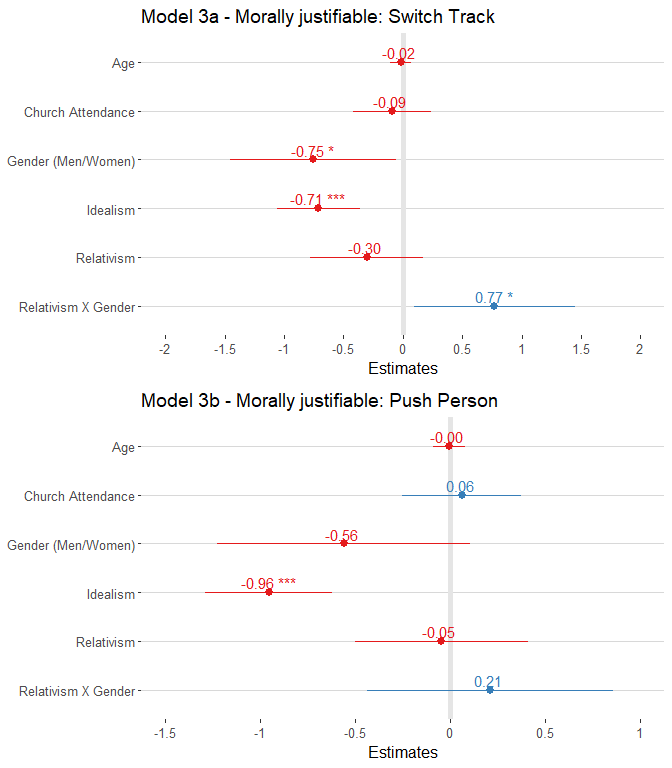 Model 3a - Morally justifiable: Switch Track
Age
-0.02
Church Attendance
-0.09
Gender (Men/Women)
-0.75 *
Idealism
-0.71 ***
Relativism
-0.30
Relativism X Gender
0.77 *
-2 -1.5 -1 -0.5 0 0.5 1 1.5 2
Estimates
Model 3b - Morally justifiable: Push Person
Age
-0.00
Church Attendance
0.06
Gender (Men/Women)
-0.56
Idealism
-0.96 ***
Relativism
-0.05
Relativism X Gender
0.21
-1.5 -1 -0.5 0 0.5 1
Estimates